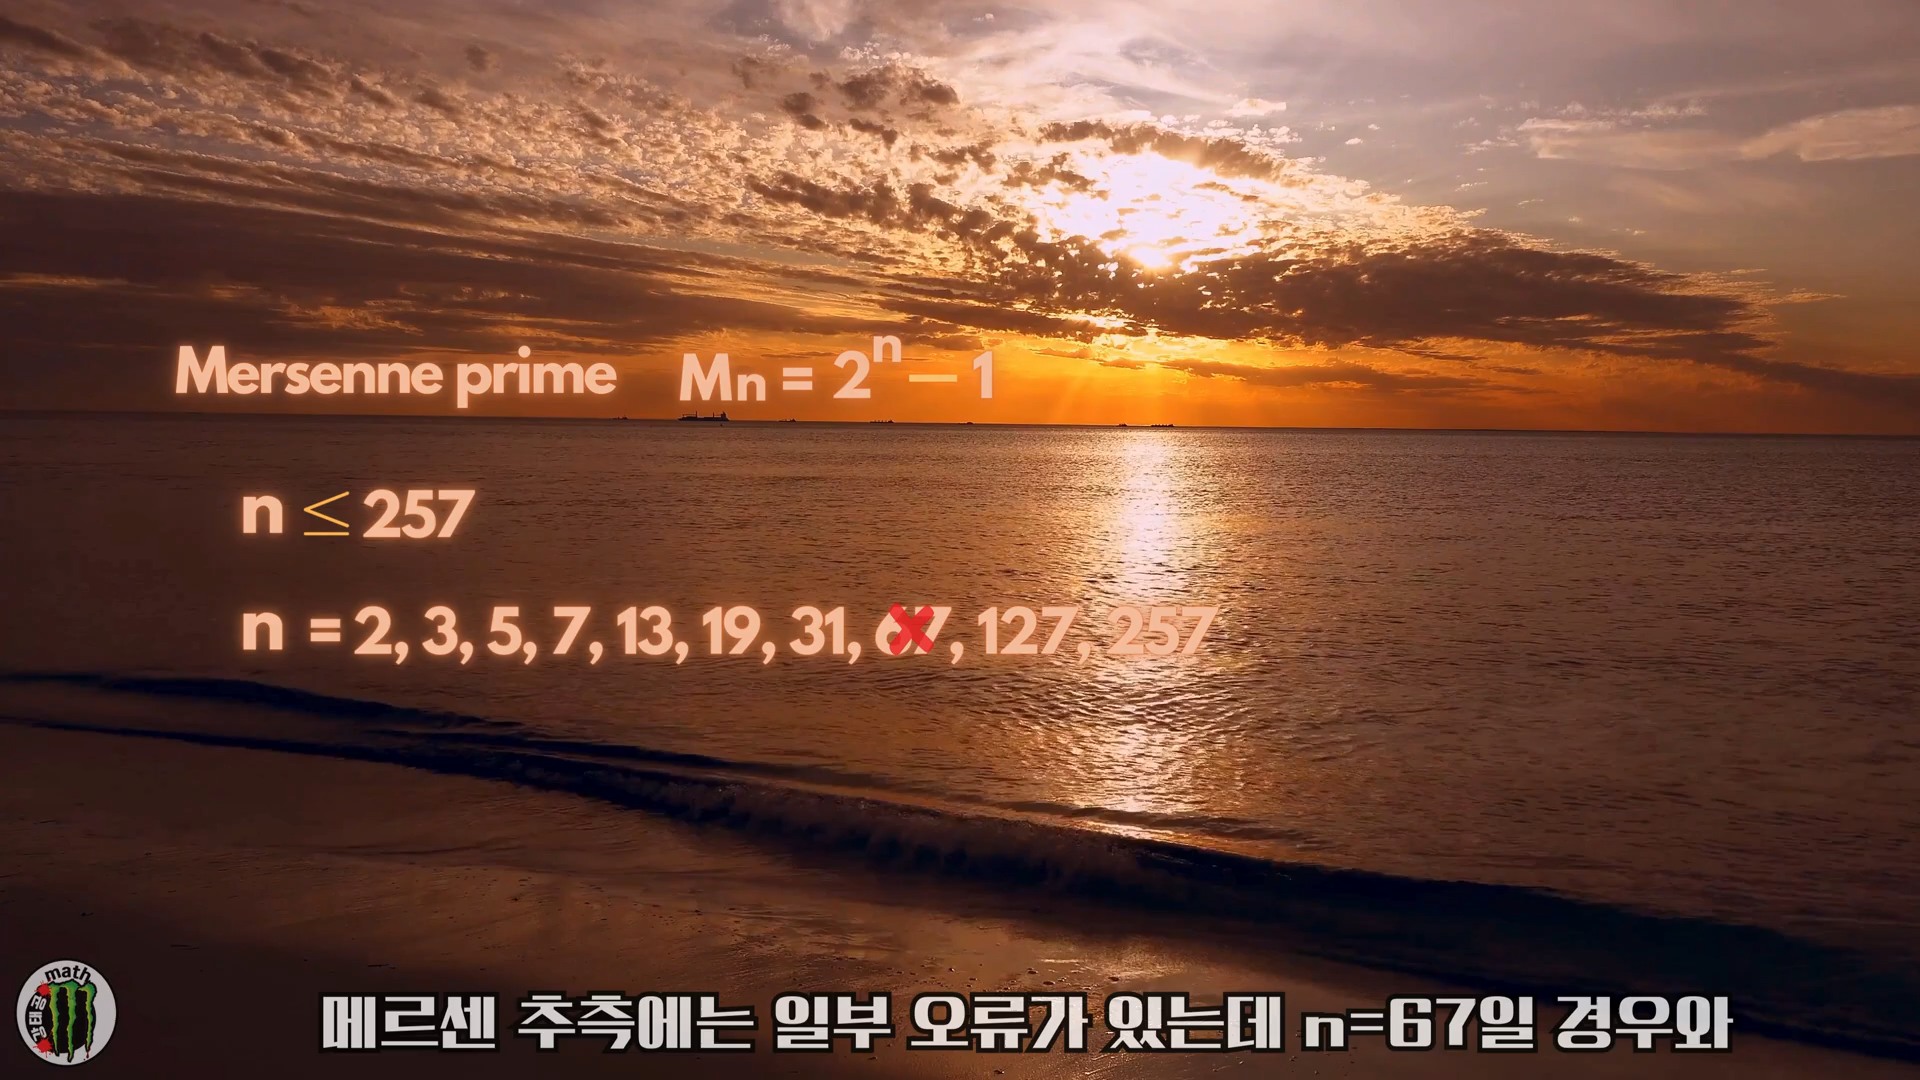 Mersenne prime Mn = 2ⁿ — 1
n ≤ 257
n = 2, 3, 5, 7, 13, 19, 31, 67, 127, 257
math
메르센 추측에는 일부 오류가 있는데 n=67일 경우와